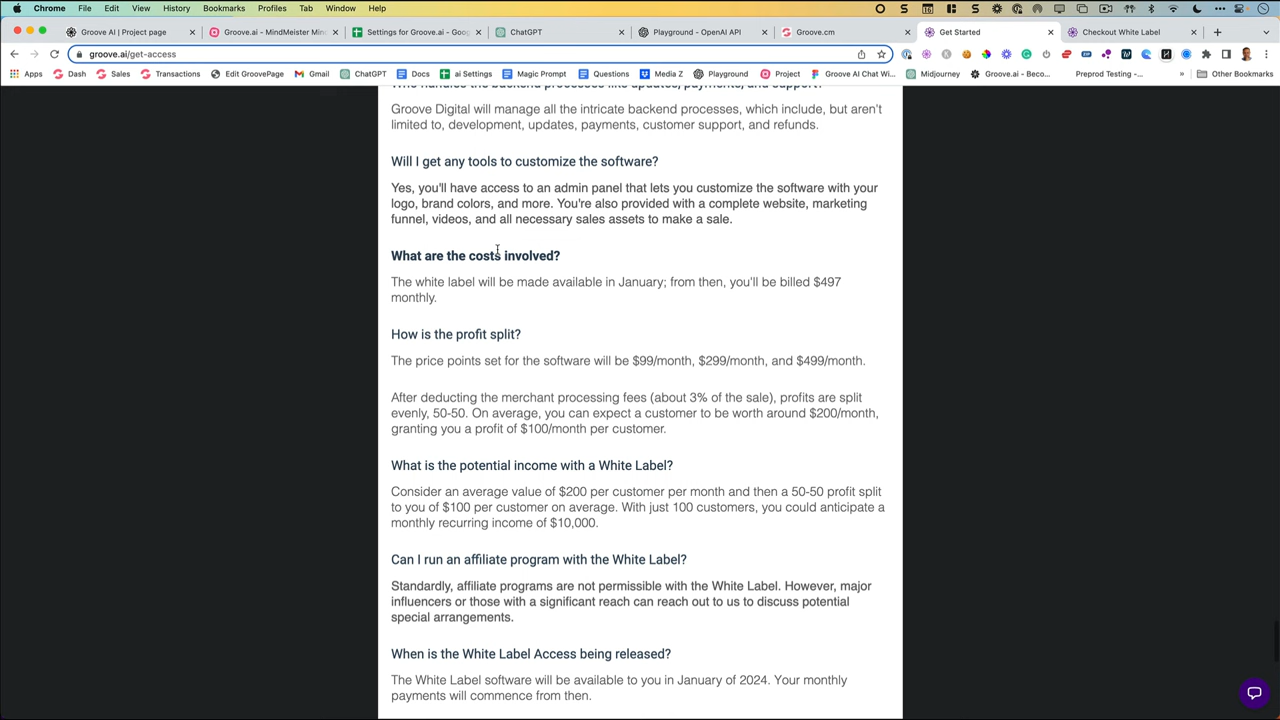 Chrome File Edit View History Bookmarks Profiles Tab Window Help
Groove AI | Project page
Groove.ai - MindMeister Min
Settings for Groove.ai - Goo
ChatGPT
Playground - OpenAI API
Groove.cm
Get Started
Checkout White Label
groove.ai/get-access
Apps Dash Sales Transactions Edit GroovePage Gmail ChatGPT Docs ai Settings Magic Prompt Questions Media Z Playground Project Groove AI Chat Wi... Midjourney Groove.ai - Beco... Preprod Testing -... » Other Bookmarks
Who handles the backend processes like updates, payments, and support?
Groove Digital will manage all the intricate backend processes, which include, but aren't
limited to, development, updates, payments, customer support, and refunds.
Will I get any tools to customize the software?
Yes, you'll have access to an admin panel that lets you customize the software with your
logo, brand colors, and more. You're also provided with a complete website, marketing
funnel, videos, and all necessary sales assets to make a sale.
What are the costs involved?
The white label will be made available in January; from then, you'll be billed $497
monthly.
How is the profit split?
The price points set for the software will be $99/month, $299/month, and $499/month.
After deducting the merchant processing fees (about 3% of the sale), profits are split
evenly, 50-50. On average, you can expect a customer to be worth around $200/month,
granting you a profit of $100/month per customer.
What is the potential income with a White Label?
Consider an average value of $200 per customer per month and then a 50-50 profit split
to you of $100 per customer on average. With just 100 customers, you could anticipate a
monthly recurring income of $10,000.
Can I run an affiliate program with the White Label?
Standardly, affiliate programs are not permissible with the White Label. However, major
influencers or those with a significant reach can reach out to us to discuss potential
special arrangements.
When is the White Label Access being released?
The White Label software will be available to you in January of 2024. Your monthly
payments will commence from then.